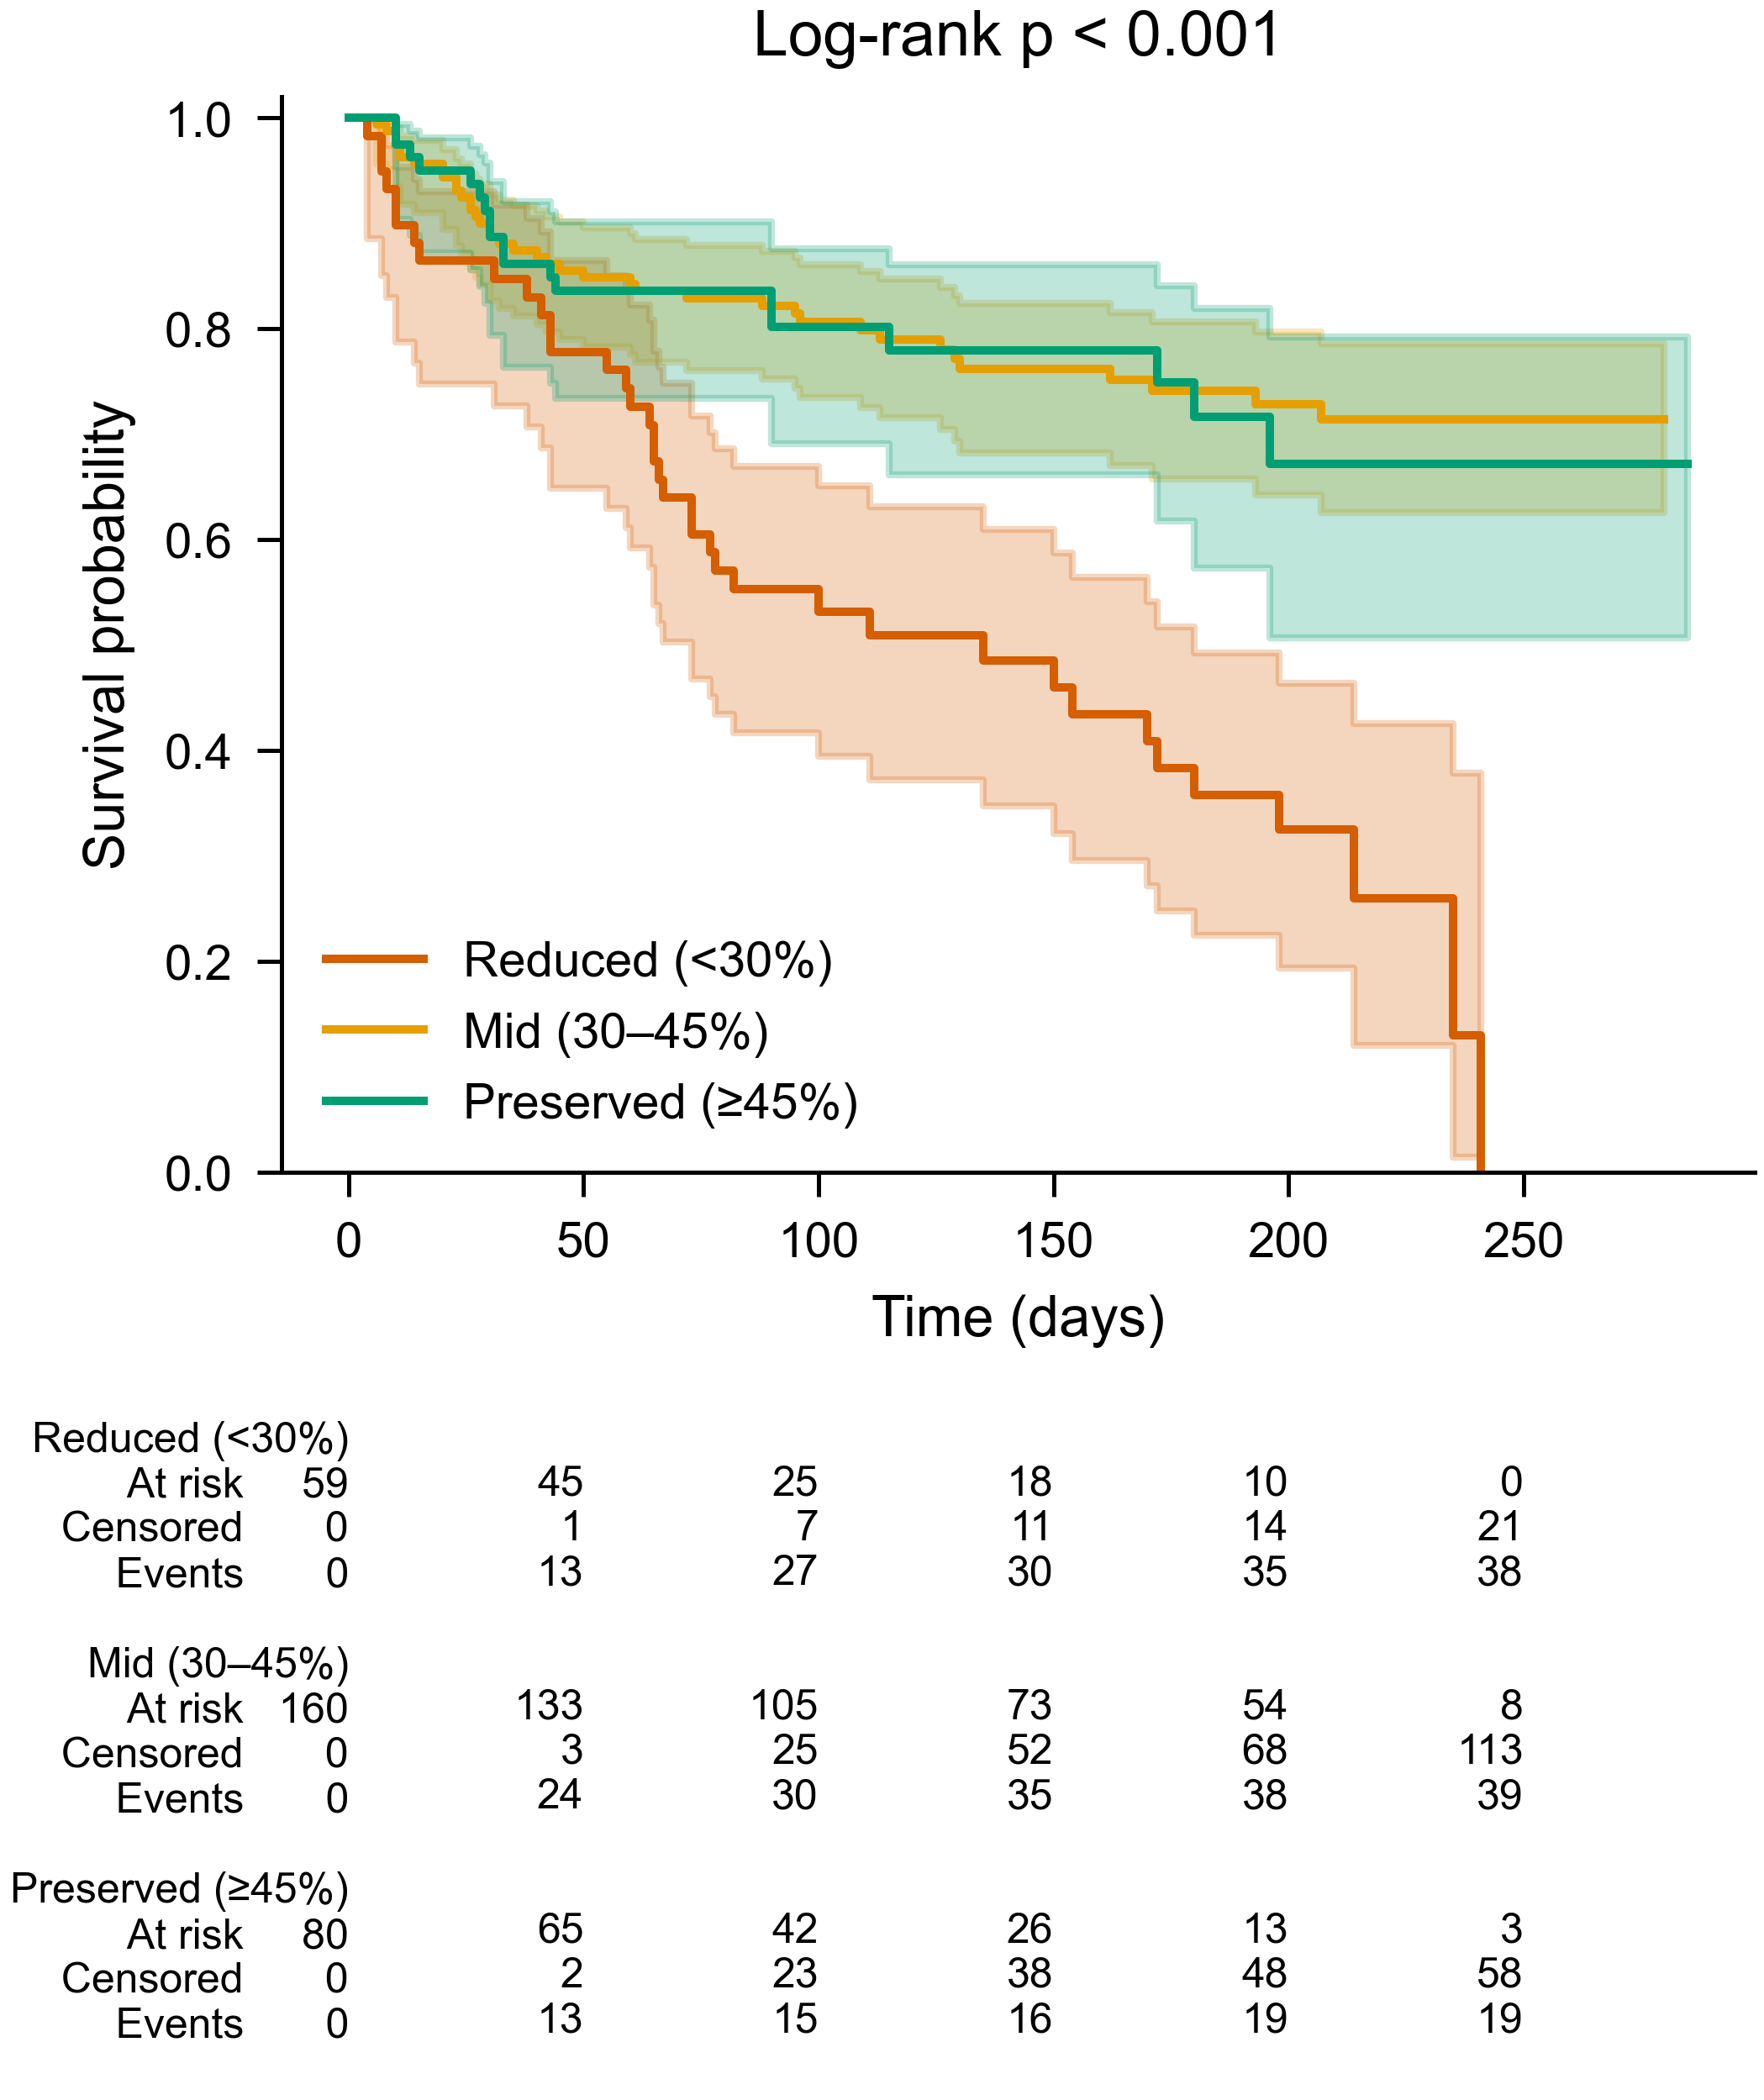 Log-rank p < 0.001
1.0
0.8
0.6
0.4
0.2
0.0
Survival probability
Reduced (<30%)
Mid (30–45%)
Preserved (≥45%)
0 50 100 150 200 250
Time (days)
Reduced (<30%)
At risk 59 45 25 18 10 0
Censored 0 1 7 11 14 21
Events 0 13 27 30 35 38
Mid (30–45%)
At risk 160 133 105 73 54 8
Censored 0 3 25 52 68 113
Events 0 24 30 35 38 39
Preserved (≥45%)
At risk 80 65 42 26 13 3
Censored 0 2 23 38 48 58
Events 0 13 15 16 19 19